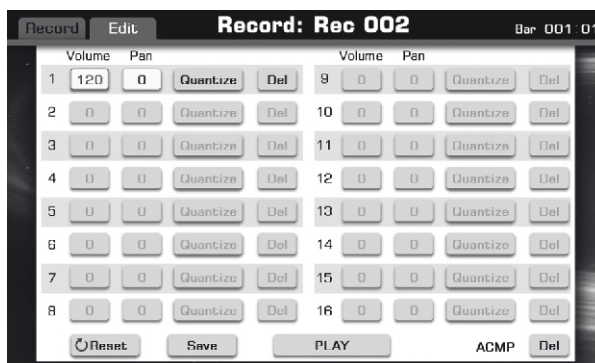 Record Edit Record: Rec 002 Bar 001:01
Volume Pan Volume Pan
1 120 0 Quantize Del 9 0 0 Quantize Del
2 0 0 Quantize Del 10 0 0 Quantize Del
3 0 0 Quantize Del 11 0 0 Quantize Del
4 0 0 Quantize Del 12 0 0 Quantize Del
5 0 0 Quantize Del 13 0 0 Quantize Del
6 0 0 Quantize Del 14 0 0 Quantize Del
7 0 0 Quantize Del 15 0 0 Quantize Del
8 0 0 Quantize Del 16 0 0 Quantize Del
Reset Save PLAY ACMP Del